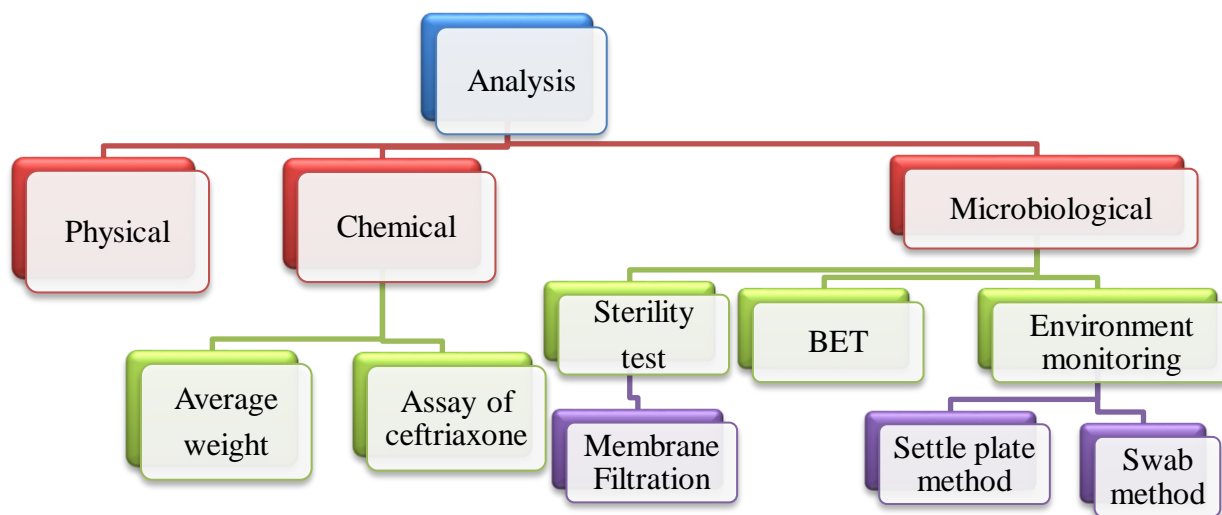 Analysis
Physical
Chemical
Microbiological
Sterility
test
BET
Environment
monitoring
Average
weight
Assay of
ceftriaxone
Membrane
Filtration
Settle plate
method
Swab
method